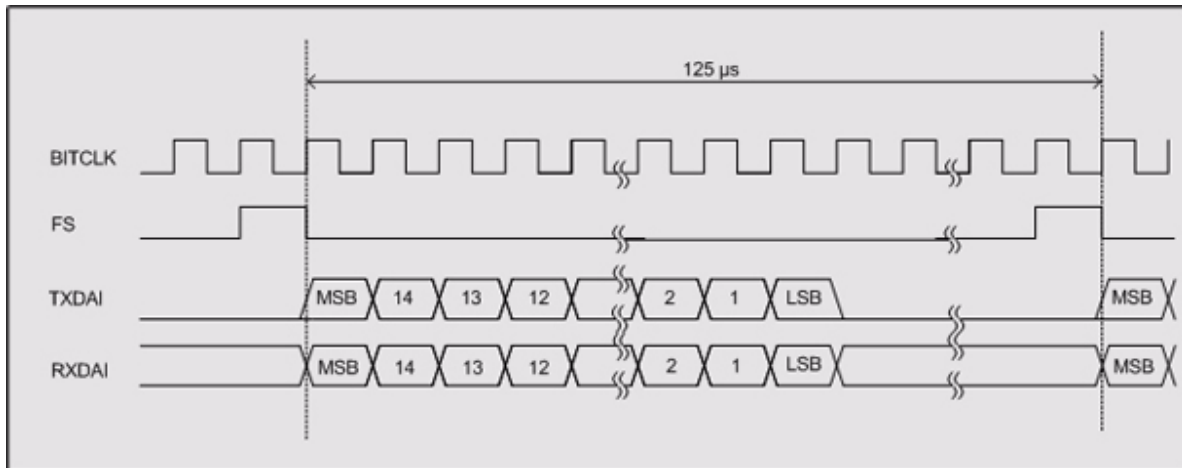 125 µs
BITCLK
FS
TXDAI MSB 14 13 12 2 1 LSB MSB
RXDAI MSB 14 13 12 2 1 LSB MSB